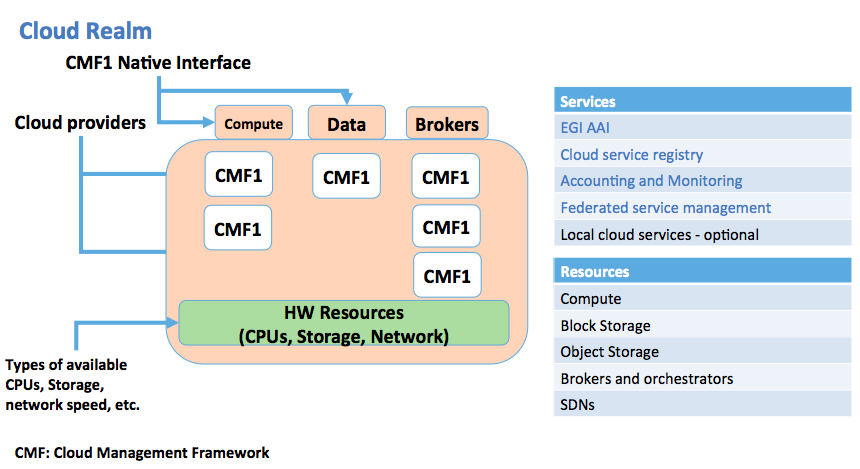 Cloud Realm
CMF1 Native Interface
Cloud providers
Compute
Data
Brokers
CMF1
CMF1
CMF1
CMF1
CMF1
CMF1
HW Resources
(CPUs, Storage, Network)
Types of available
CPUs, Storage,
network speed, etc.
CMF: Cloud Management Framework
Services
EGI AAI
Cloud service registry
Accounting and Monitoring
Federated service management
Local cloud services - optional
Resources
Compute
Block Storage
Object Storage
Brokers and orchestrators
SDNs